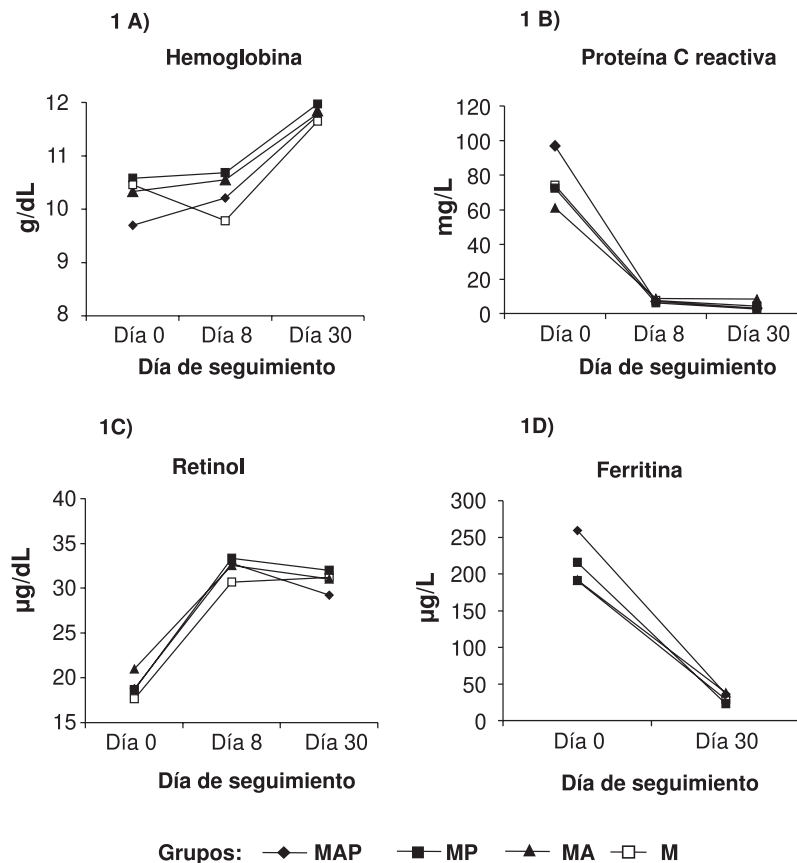 1 A)
Hemoglobina
g/dL
12
11
10
9
8
Día 0 Día 8 Día 30
Día de seguimiento
1 B)
Proteína C reactiva
mg/L
120
100
80
60
40
20
0
Día 0 Día 8 Día 30
Día de seguimiento
1C)
Retinol
µg/dL
40
35
31
25
20
15
Día 0 Día 8 Día 30
Día de seguimiento
1D)
Ferritina
µg/L
300
250
200
150
100
50
0
Día 0 Día 30
Día de seguimiento
Grupos: MAP MP MA M